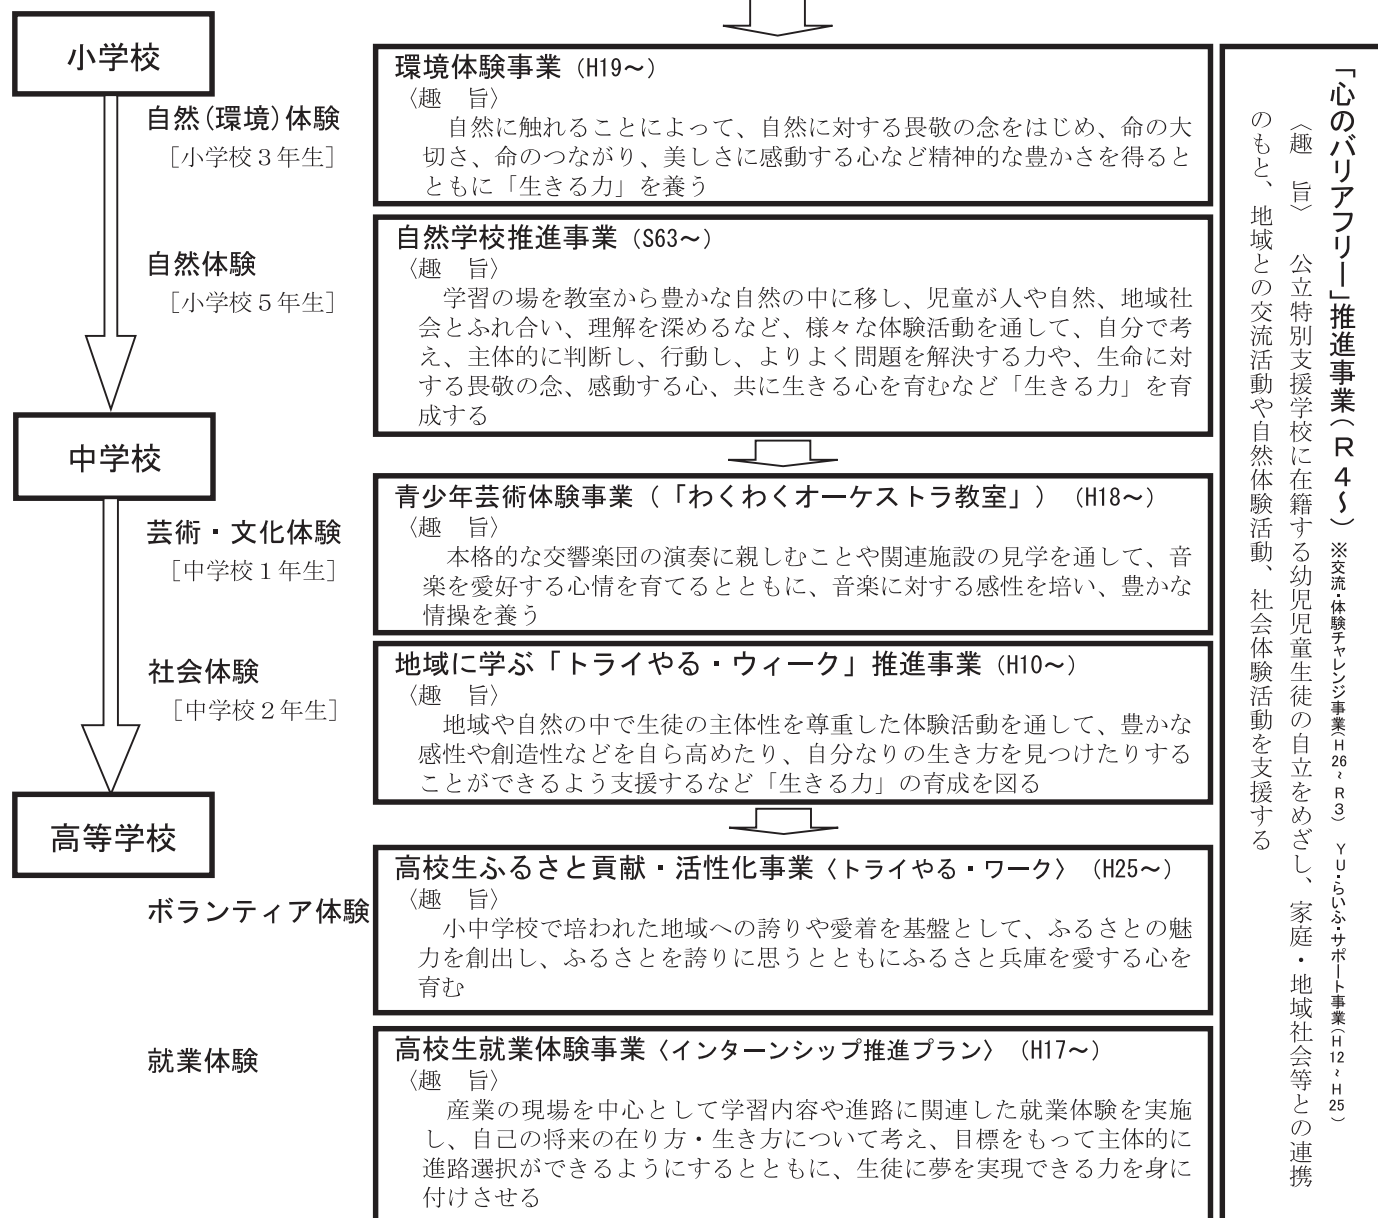 小学校
自然(環境)体験
［小学校３年生］
環境体験事業（H19～）
〈趣　旨〉
自然に触れることによって、自然に対する畏敬の念をはじめ、命の大
切さ、命のつながり、美しさに感動する心など精神的な豊かさを得ると
ともに「生きる力」を養う
自然体験
［小学校５年生］
自然学校推進事業（S63～）
〈趣　旨〉
学習の場を教室から豊かな自然の中に移し、児童が人や自然、地域社
会とふれ合い、理解を深めるなど、様々な体験活動を通して、自分で考
え、主体的に判断し、行動し、よりよく問題を解決する力や、生命に対
する畏敬の念、感動する心、共に生きる心を育むなど「生きる力」を育
成する
中学校
芸術・文化体験
［中学校１年生］
青少年芸術体験事業（「わくわくオーケストラ教室」）（H18～）
〈趣　旨〉
本格的な交響楽団の演奏に親しむことや関連施設の見学を通して、音
楽を愛好する心情を育てるとともに、音楽に対する感性を培い、豊かな
情操を養う
社会体験
［中学校２年生］
地域に学ぶ「トライやる・ウィーク」推進事業（H10～）
〈趣　旨〉
地域や自然の中で生徒の主体性を尊重した体験活動を通して、豊かな
感性や創造性などを自ら高めたり、自分なりの生き方を見つけたりする
ことができるよう支援するなど「生きる力」の育成を図る
高等学校
ボランティア体験
高校生ふるさと貢献・活性化事業〈トライやる・ワーク〉（H25～）
〈趣　旨〉
小中学校で培われた地域への誇りや愛着を基盤として、ふるさとの魅
力を創出し、ふるさとを誇りに思うとともにふるさと兵庫を愛する心を
育む
就業体験
高校生就業体験事業〈インターンシップ推進プラン〉（H17～）
〈趣　旨〉
産業の現場を中心として学習内容や進路に関連した就業体験を実施
し、自己の将来の在り方・生き方について考え、目標をもって主体的に
進路選択ができるようにするとともに、生徒に夢を実現できる力を身に
付けさせる
「心のバリアフリー」推進事業（Ｒ４～）※交流・体験チャレンジ事業（H26～R3）　ＹＵ・らいふ・サポート事業（H12～H25）
〈趣　旨〉　公立特別支援学校に在籍する幼児児童生徒の自立をめざし、家庭・地域社会等との連携
のもと、地域との交流活動や自然体験活動、社会体験活動を支援する